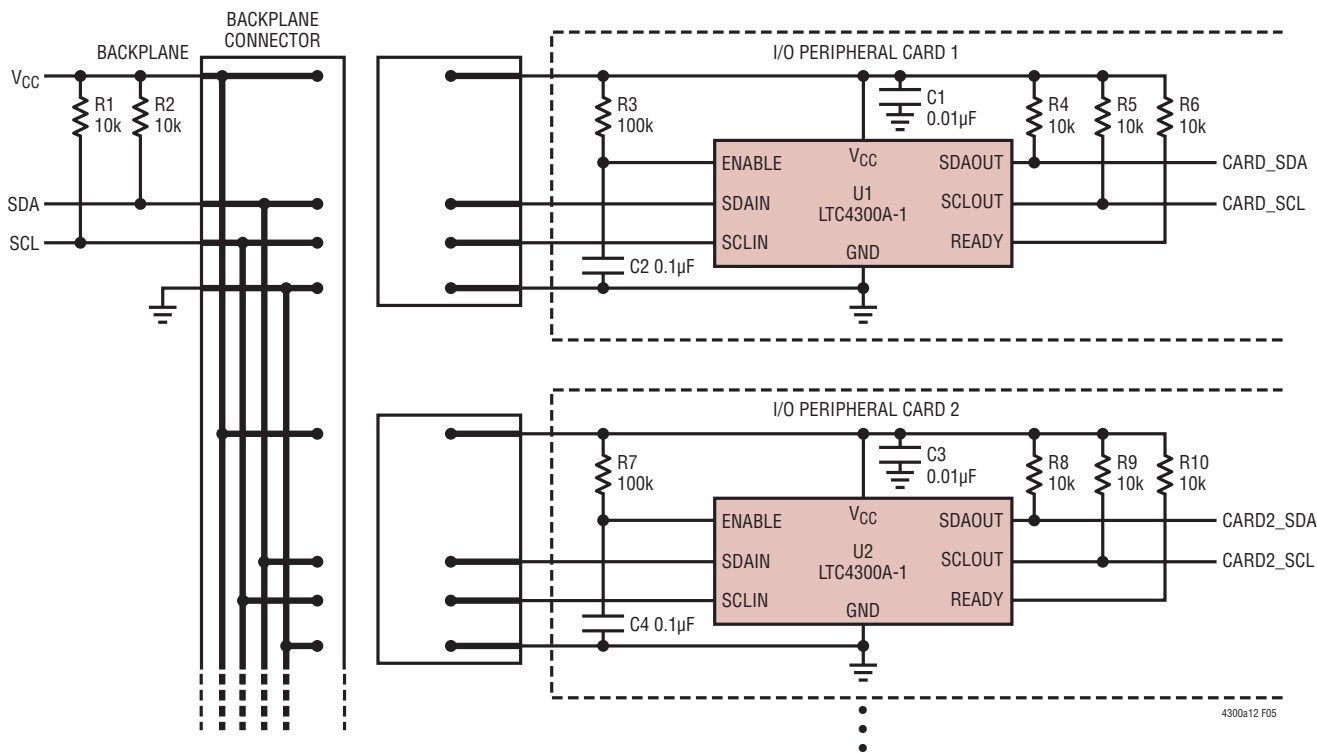 BACKPLANE
CONNECTOR
BACKPLANE
VCC
R1
10k
R2
10k
SDA
SCL
I/O PERIPHERAL CARD 1
R3
100k
C1
0.01µF
R4
10k
R5
10k
R6
10k
ENABLE
VCC
SDAOUT
CARD_SDA
U1
LTC4300A-1
SDAIN
SCLOUT
CARD_SCL
SCLIN
GND
READY
C2 0.1µF
I/O PERIPHERAL CARD 2
R7
100k
C3
0.01µF
R8
10k
R9
10k
R10
10k
ENABLE
VCC
SDAOUT
CARD2_SDA
U2
LTC4300A-1
SDAIN
SCLOUT
CARD2_SCL
SCLIN
GND
READY
C4 0.1µF
4300a12 F05